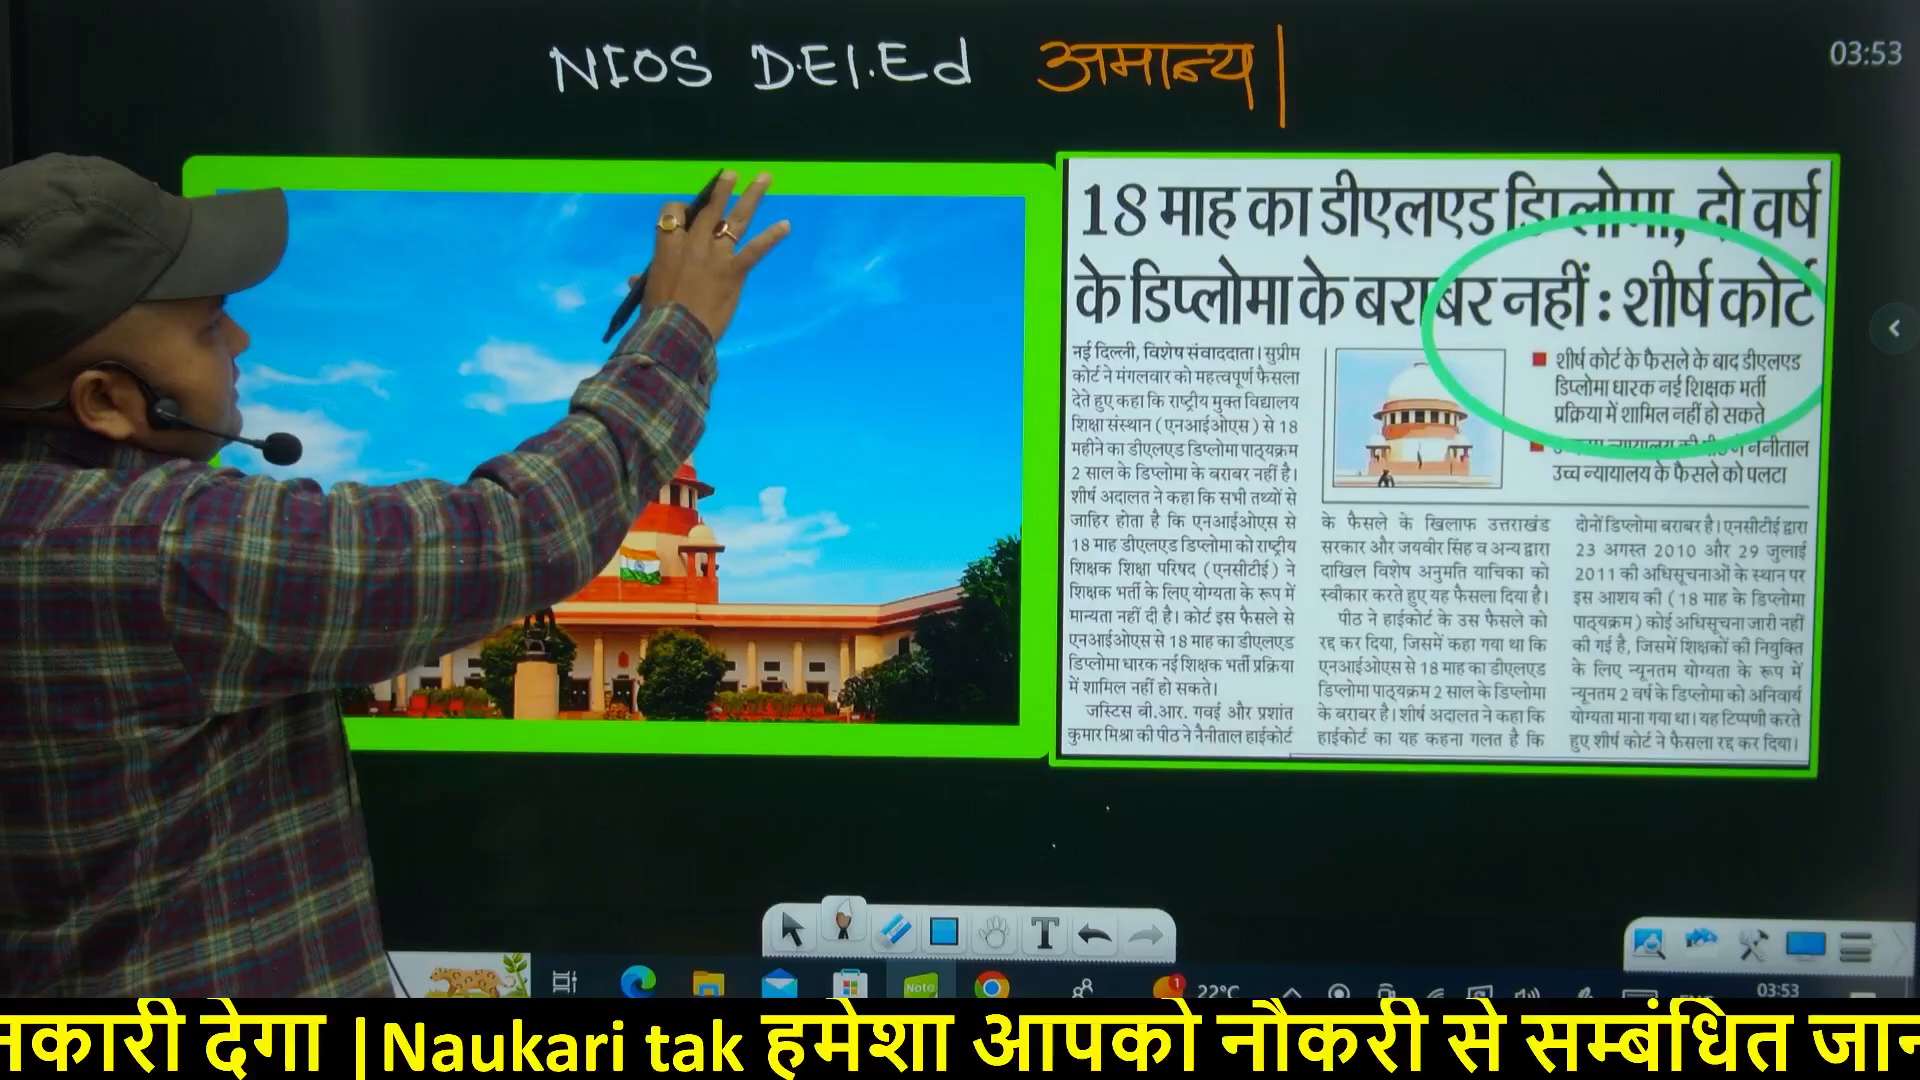 NIOS D.El.Ed अमान्य|
03:53
18 माह का डीएलएड डिप्लोमा, दो वर्ष
के डिप्लोमा के बराबर नहीं : शीर्ष कोर्ट
नई दिल्ली, विशेष संवाददाता। सुप्रीम
कोर्ट ने मंगलवार को महत्वपूर्ण फैसला
देते हुए कहा कि राष्ट्रीय मुक्त विद्यालय
शिक्षा संस्थान (एनआईओएस) से 18
महीने का डीएलएड डिप्लोमा पाठ्यक्रम
2 साल के डिप्लोमा के बराबर नहीं है।
शीर्ष अदालत ने कहा कि सभी तथ्यों से
जाहिर होता है कि एनआईओएस से
18 माह डीएलएड डिप्लोमा को राष्ट्रीय
शिक्षक शिक्षा परिषद (एनसीटीई) ने
शिक्षक भर्ती के लिए योग्यता के रूप में
मान्यता नहीं दी है। कोर्ट इस फैसले से
एनआईओएस से 18 माह का डीएलएड
डिप्लोमा धारक नई शिक्षक भर्ती प्रक्रिया
में शामिल नहीं हो सकते।
जस्टिस बी.आर. गवई और प्रशांत
कुमार मिश्रा की पीठ ने नैनीताल हाईकोर्ट
शीर्ष कोर्ट के फैसले के बाद डीएलएड
डिप्लोमा धारक नई शिक्षक भर्ती
प्रक्रिया में शामिल नहीं हो सकते
नैनीताल
उच्च न्यायालय के फैसले को पलटा
के फैसले के खिलाफ उत्तराखंड
सरकार और जयवीर सिंह व अन्य द्वारा
दाखिल विशेष अनुमति याचिका को
स्वीकार करते हुए यह फैसला दिया है।
पीठ ने हाईकोर्ट के उस फैसले को
रद्द कर दिया, जिसमें कहा गया था कि
एनआईओएस से 18 माह का डीएलएड
डिप्लोमा पाठ्यक्रम 2 साल के डिप्लोमा
के बराबर है। शीर्ष अदालत ने कहा कि
हाईकोर्ट का यह कहना गलत है कि
दोनों डिप्लोमा बराबर है। एनसीटीई द्वारा
23 अगस्त 2010 और 29 जुलाई
2011 की अधिसूचनाओं के स्थान पर
इस आशय की (18 माह के डिप्लोमा
पाठ्यक्रम) कोई अधिसूचना जारी नहीं
की गई है, जिसमें शिक्षकों की नियुक्ति
के लिए न्यूनतम योग्यता के रूप में
न्यूनतम 2 वर्ष के डिप्लोमा को अनिवार्य
योग्यता माना गया था। यह टिप्पणी करते
हुए शीर्ष कोर्ट ने फैसला रद्द कर दिया।
T
Note
1
22°C
03:53
नकारी देगा |Naukari tak हमेशा आपको नौकरी से सम्बंधित जान